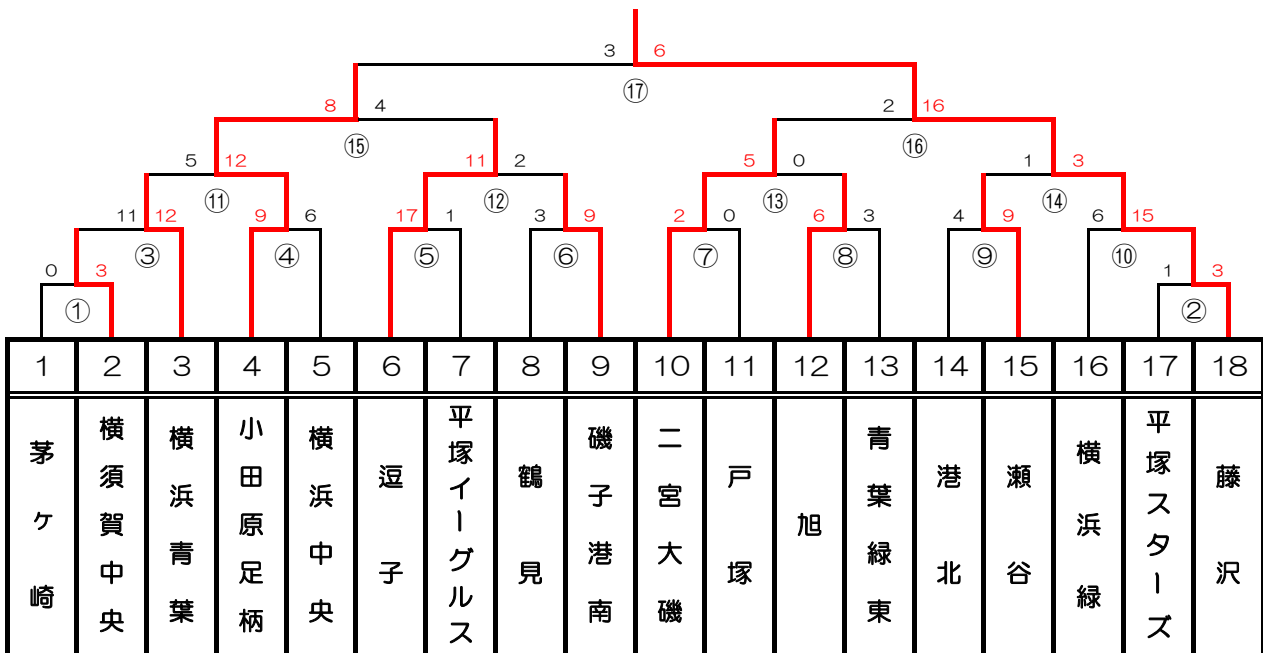 3 6
⑰
8 4 2 16
⑮ ⑯
5 12 11 2 5 0 1 3
⑪ ⑫ ⑬ ⑭
11 12 9 6 17 1 3 9 2 0 6 3 4 9 6 15
③ ④ ⑤ ⑥ ⑦ ⑧ ⑨ ⑩
0 3 1 3
① ②
1 2 3 4 5 6 7 8 9 10 11 12 13 14 15 16 17 18
茅ケ崎
横須賀中央
横浜青葉
小田原足柄
横浜中央
逗子
平塚イーグルス
鶴見
磯子港南
二宮大磯
戸塚
旭
青葉緑東
港北
瀬谷
横浜緑
平塚スターズ
藤沢